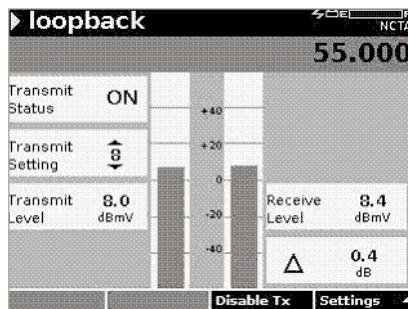 loopback
NCTA
55.000
Transmit Status
ON
Transmit Setting
8
Transmit Level
8.0 dBmV
+40
+20
0
-20
-40
Receive Level
8.4 dBmV
Δ
0.4 dB
Disable Tx
Settings